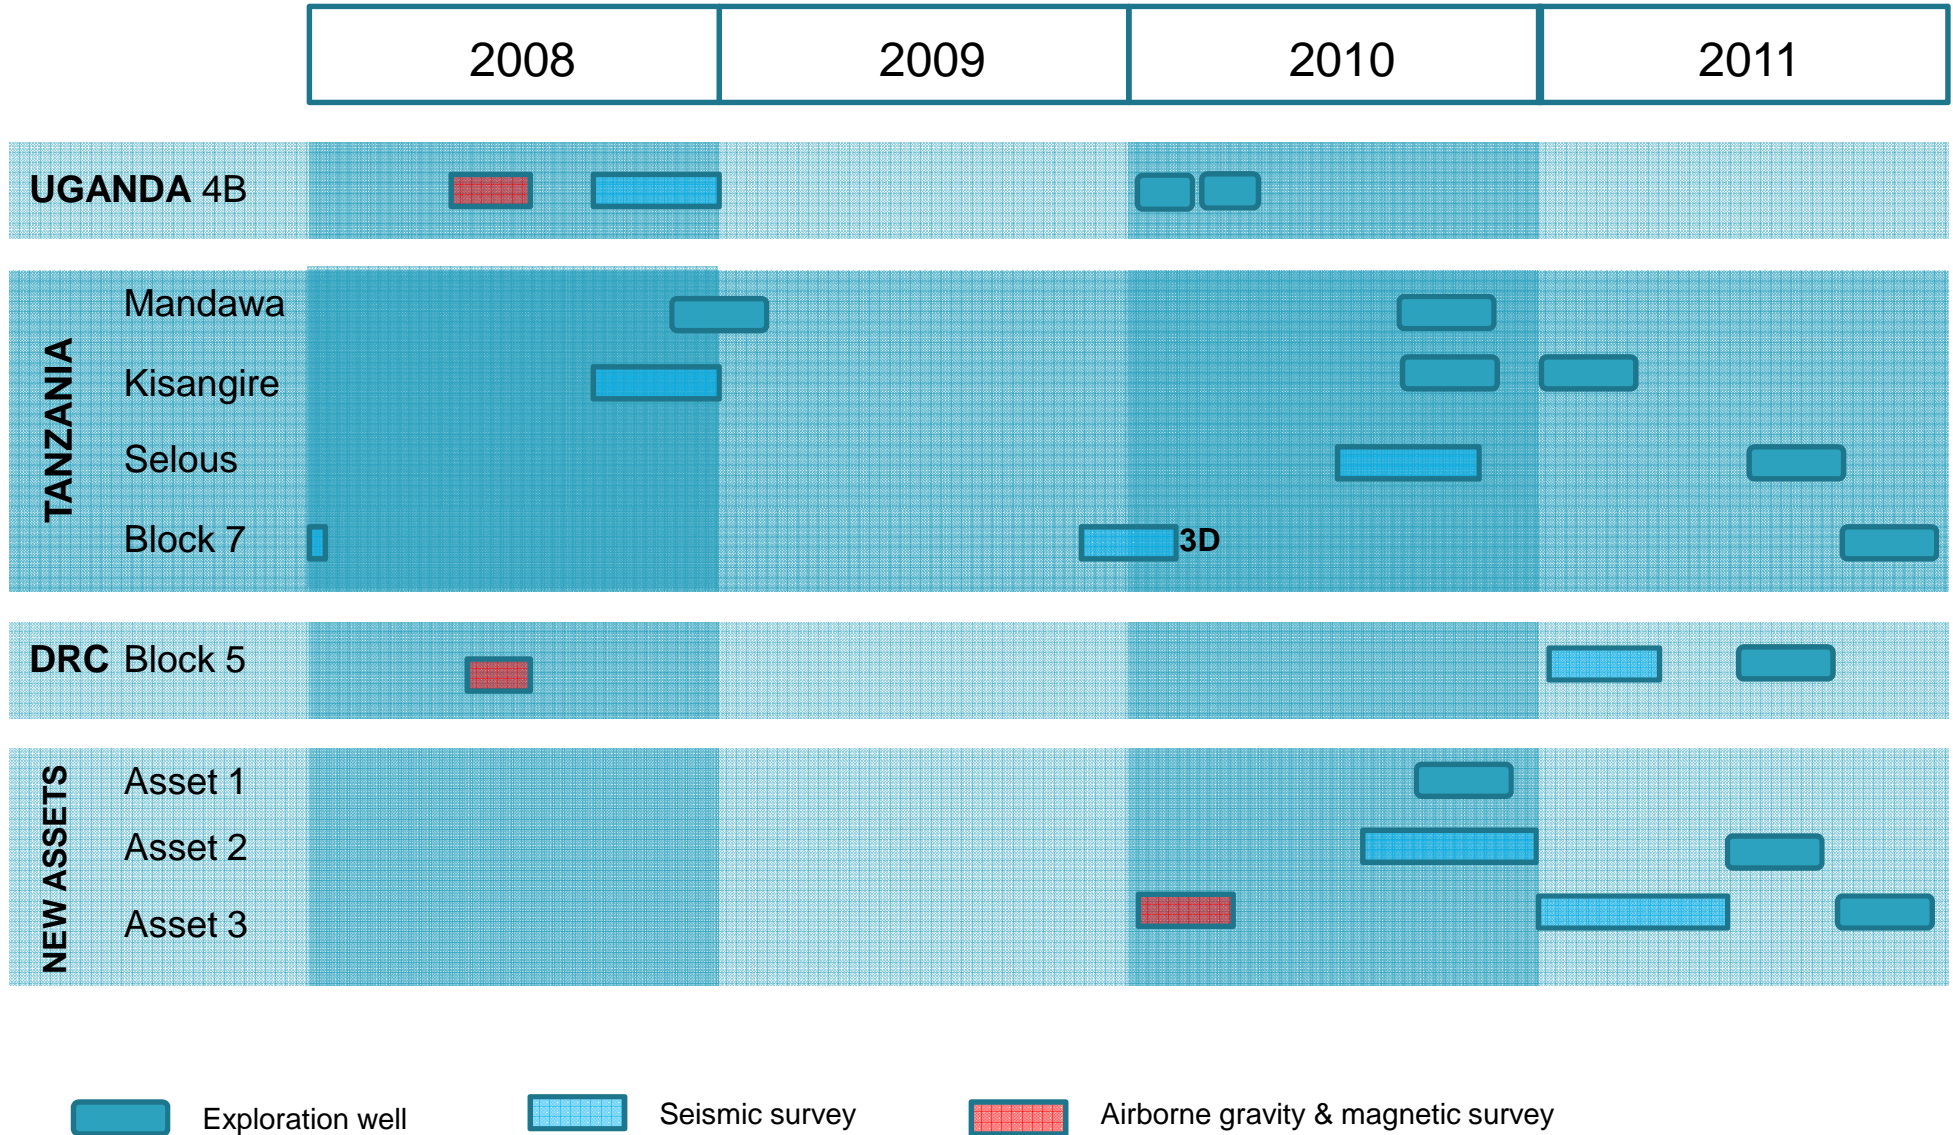 2008 2009 2010 2011
UGANDA 4B
TANZANIA
Mandawa
Kisangire
Selous
Block 7
3D
DRC Block 5
NEW ASSETS
Asset 1
Asset 2
Asset 3
Exploration well
Seismic survey
Airborne gravity & magnetic survey